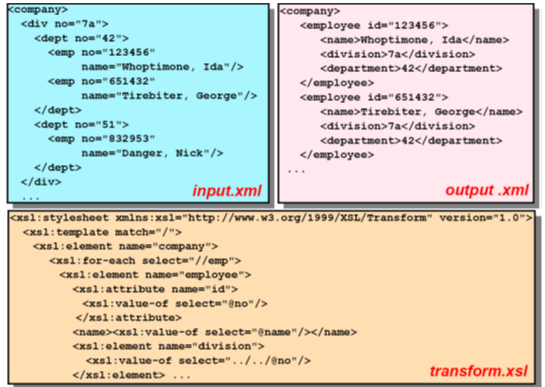 <company>
  <div no="7a">
    <dept no="42">
      <emp no="123456"
           name="Whoptimone, Ida"/>
      <emp no="651432"
           name="Tirebiter, George"/>
    </dept>
    <dept no="51">
      <emp no="832953"
           name="Danger, Nick"/>
    </dept>
  </div>
  ...
input.xml
<company>
   <employee id="123456">
      <name>Whoptimone, Ida</name>
      <division>7a</division>
      <department>42</department>
   </employee>
   <employee id="651432">
      <name>Tirebiter, George</name>
      <division>7a</division>
      <department>42</department>
   </employee>
 ...
output .xml
<xsl:stylesheet xmlns:xsl="http://www.w3.org/1999/XSL/Transform" version="1.0">
  <xsl:template match="/">
    <xsl:element name="company">
      <xsl:for-each select="//emp">
        <xsl:element name="employee">
          <xsl:attribute name="id">
            <xsl:value-of select="@no"/>
          </xsl:attribute>
          <name><xsl:value-of select="@name"/></name>
          <xsl:element name="division">
            <xsl:value-of select="../../@no"/>
          </xsl:element> ...
transform.xsl